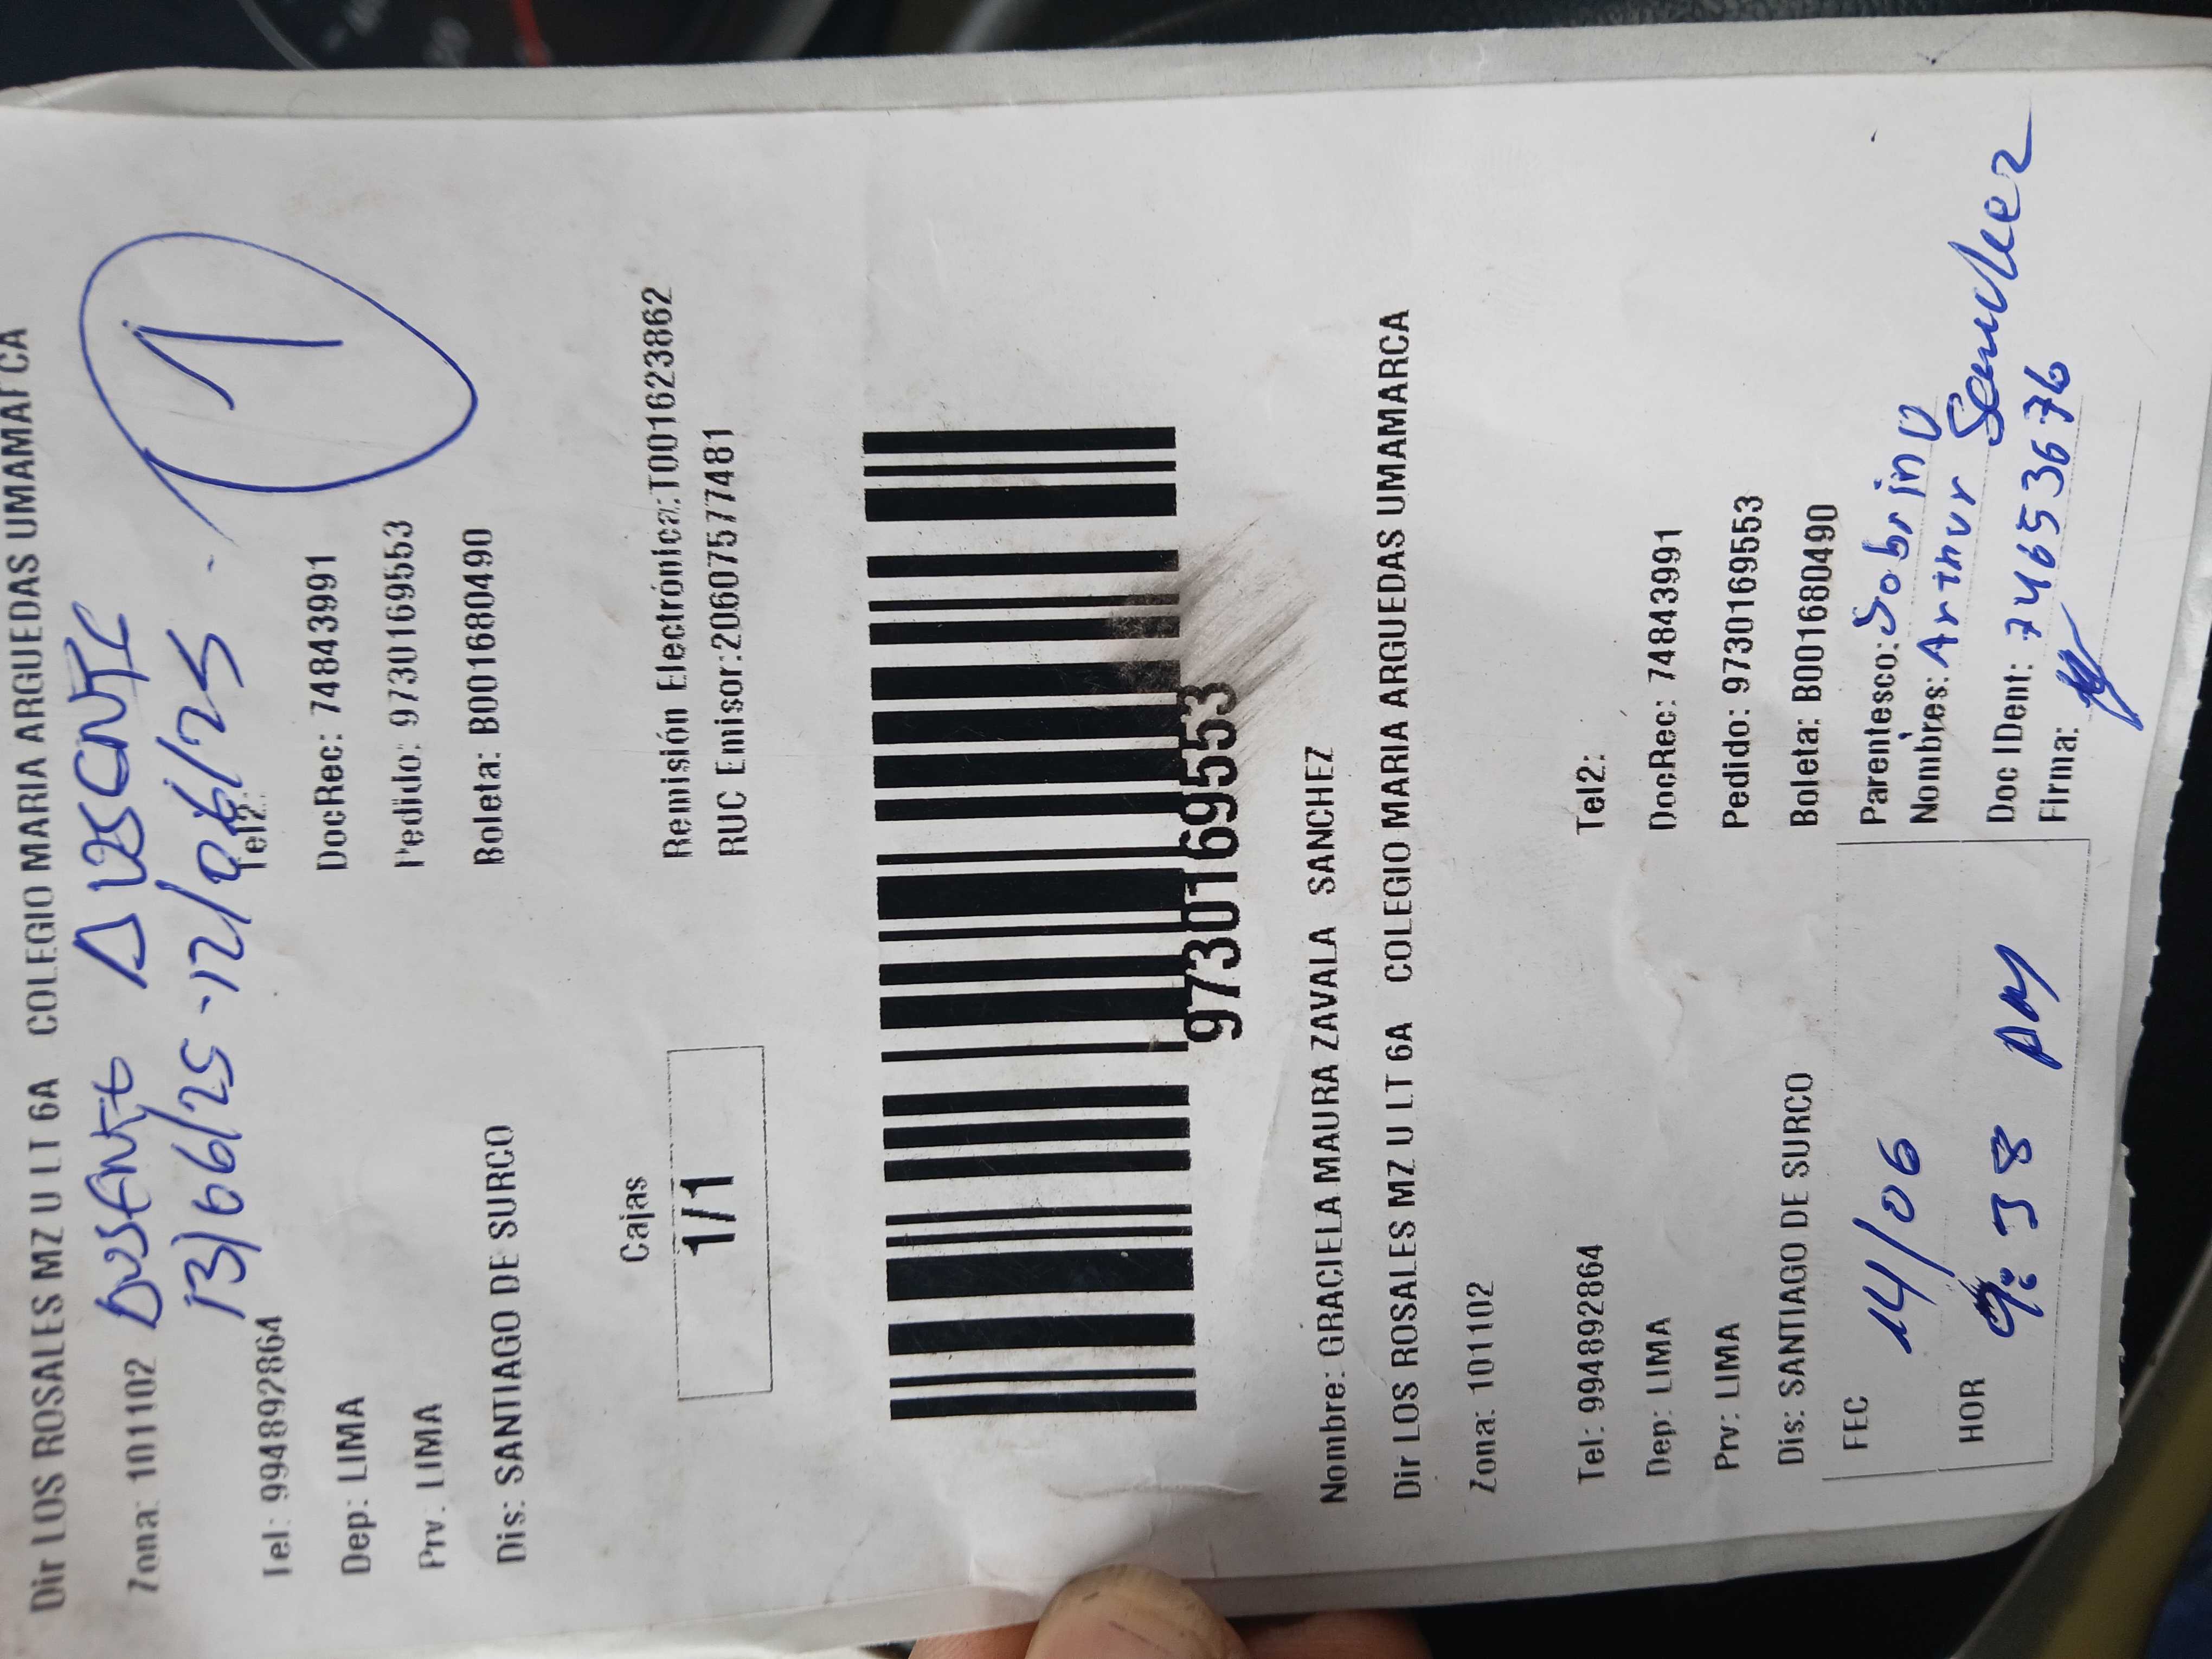 Dir LOS ROSALES MZ U LT 6A COLEGIO MARIA ARGUEDAS UMAMARCA
Zona: 101102 AUSENTE AUSENTE
13/06/25 - 12/06/25 - 1
Tel: 994892864 Tel2:
Dep: LIMA DocRec: 74843991
Prv: LIMA Pedido: 9730169553
Dis: SANTIAGO DE SURCO Boleta: B001680490
Cajas
1/1
Remisión Electrónica:T001623862
RUC Emisor:20607577481
9730169553
Nombre: GRACIELA MAURA ZAVALA SANCHEZ
Dir LOS ROSALES MZ U LT 6A COLEGIO MARIA ARGUEDAS UMAMARCA
Zona: 101102
Tel: 994892864 Tel2:
Dep: LIMA DocRec: 74843991
Prv: LIMA Pedido: 9730169553
Dis: SANTIAGO DE SURCO Boleta: B001680490
FEC 14/06 Parentesco: Sobrino
Nombres: Arthur Sanchez
HOR 9:38 AM Doc IDent: 74653676
Firma: